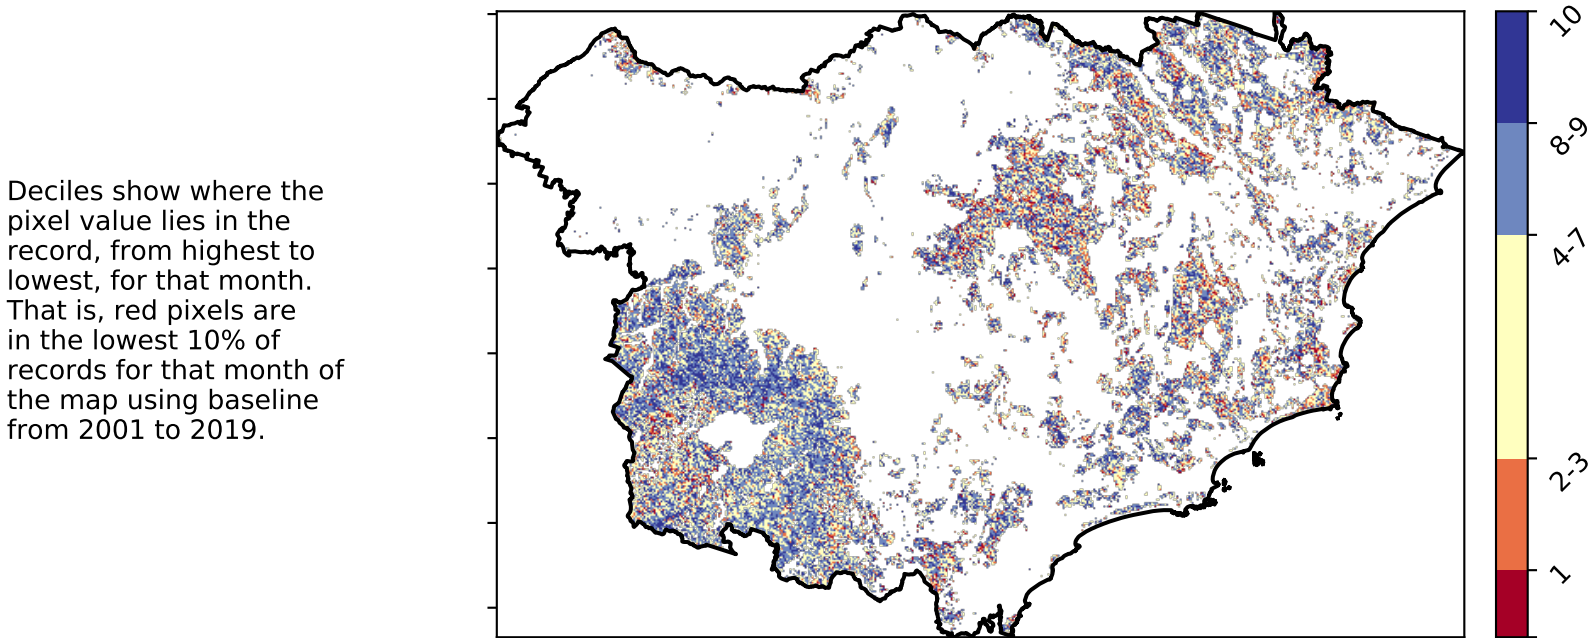 Deciles show where the
pixel value lies in the
record, from highest to
lowest, for that month.
That is, red pixels are
in the lowest 10% of
records for that month of
the map using baseline
from 2001 to 2019.
10
8-9
4-7
2-3
1